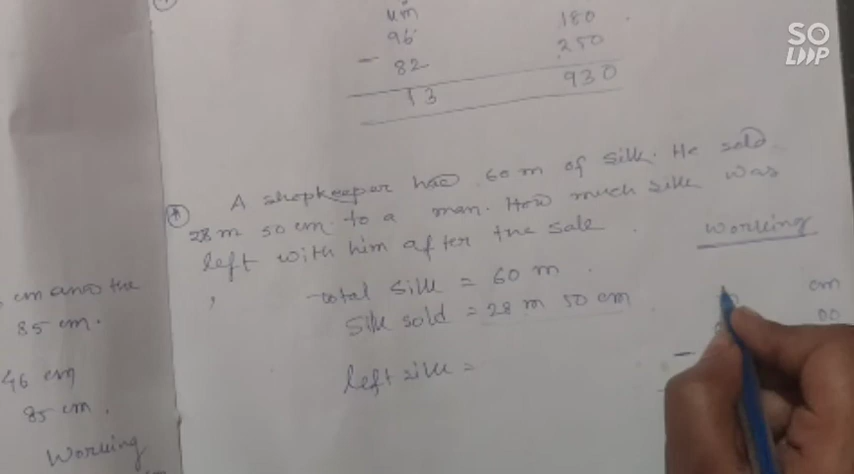 SO
LOOP
um
180
96
250
- 82
13 930
A shopkeeper had 60 m of silk. He sold
28 m 50 cm to a man. How much silk was
left with him after the sale.
Working
total silk = 60 m
cm
Silk sold = 28 m 50 cm
00
-
left silk =
cm and the
85 cm.
46 cm
85 cm.
Working